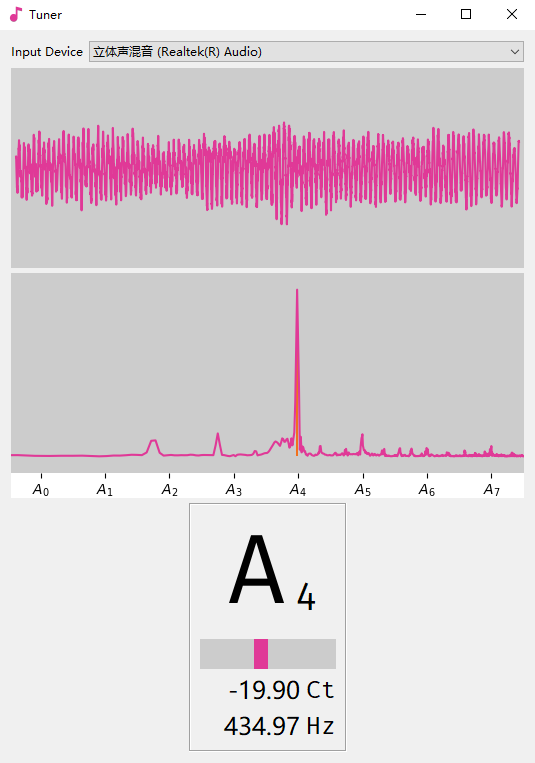 Tuner
Input Device 立体声混音 (Realtek(R) Audio)
A0 A1 A2 A3 A4 A5 A6 A7
A4
-19.90 Ct
434.97 Hz